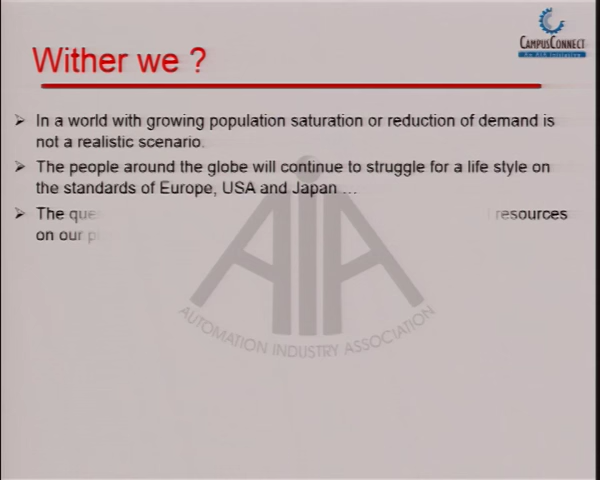 CAMPUSCONNECT
Wither we ?
In a world with growing population saturation or reduction of demand is
not a realistic scenario.
The people around the globe will continue to struggle for a life style on
the standards of Europe, USA and Japan ...
The resources
on our
AIA
AUTOMATION INDUSTRY ASSOCIATION